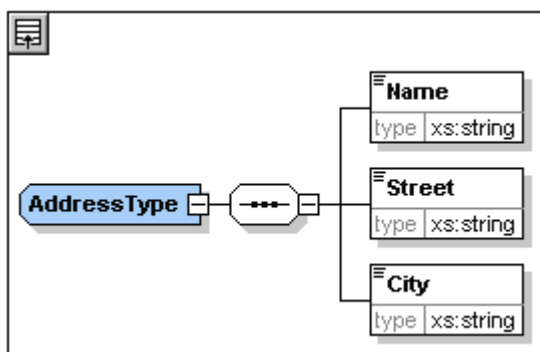 Name
type xs:string
AddressType
Street
type xs:string
City
type xs:string